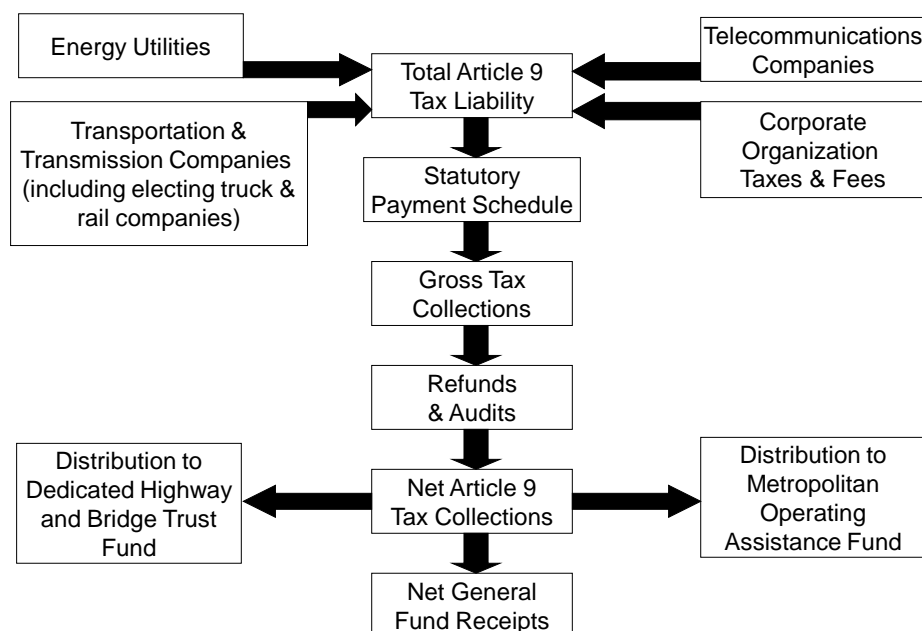 Energy Utilities
Telecommunications
Companies
Total Article 9
Tax Liability
Transportation &
Transmission Companies
(including electing truck &
rail companies)
Corporate
Organization
Taxes & Fees
Statutory
Payment Schedule
Gross Tax
Collections
Refunds
& Audits
Distribution to
Dedicated Highway
and Bridge Trust
Fund
Net Article 9
Tax Collections
Distribution to
Metropolitan
Operating
Assistance Fund
Net General
Fund Receipts